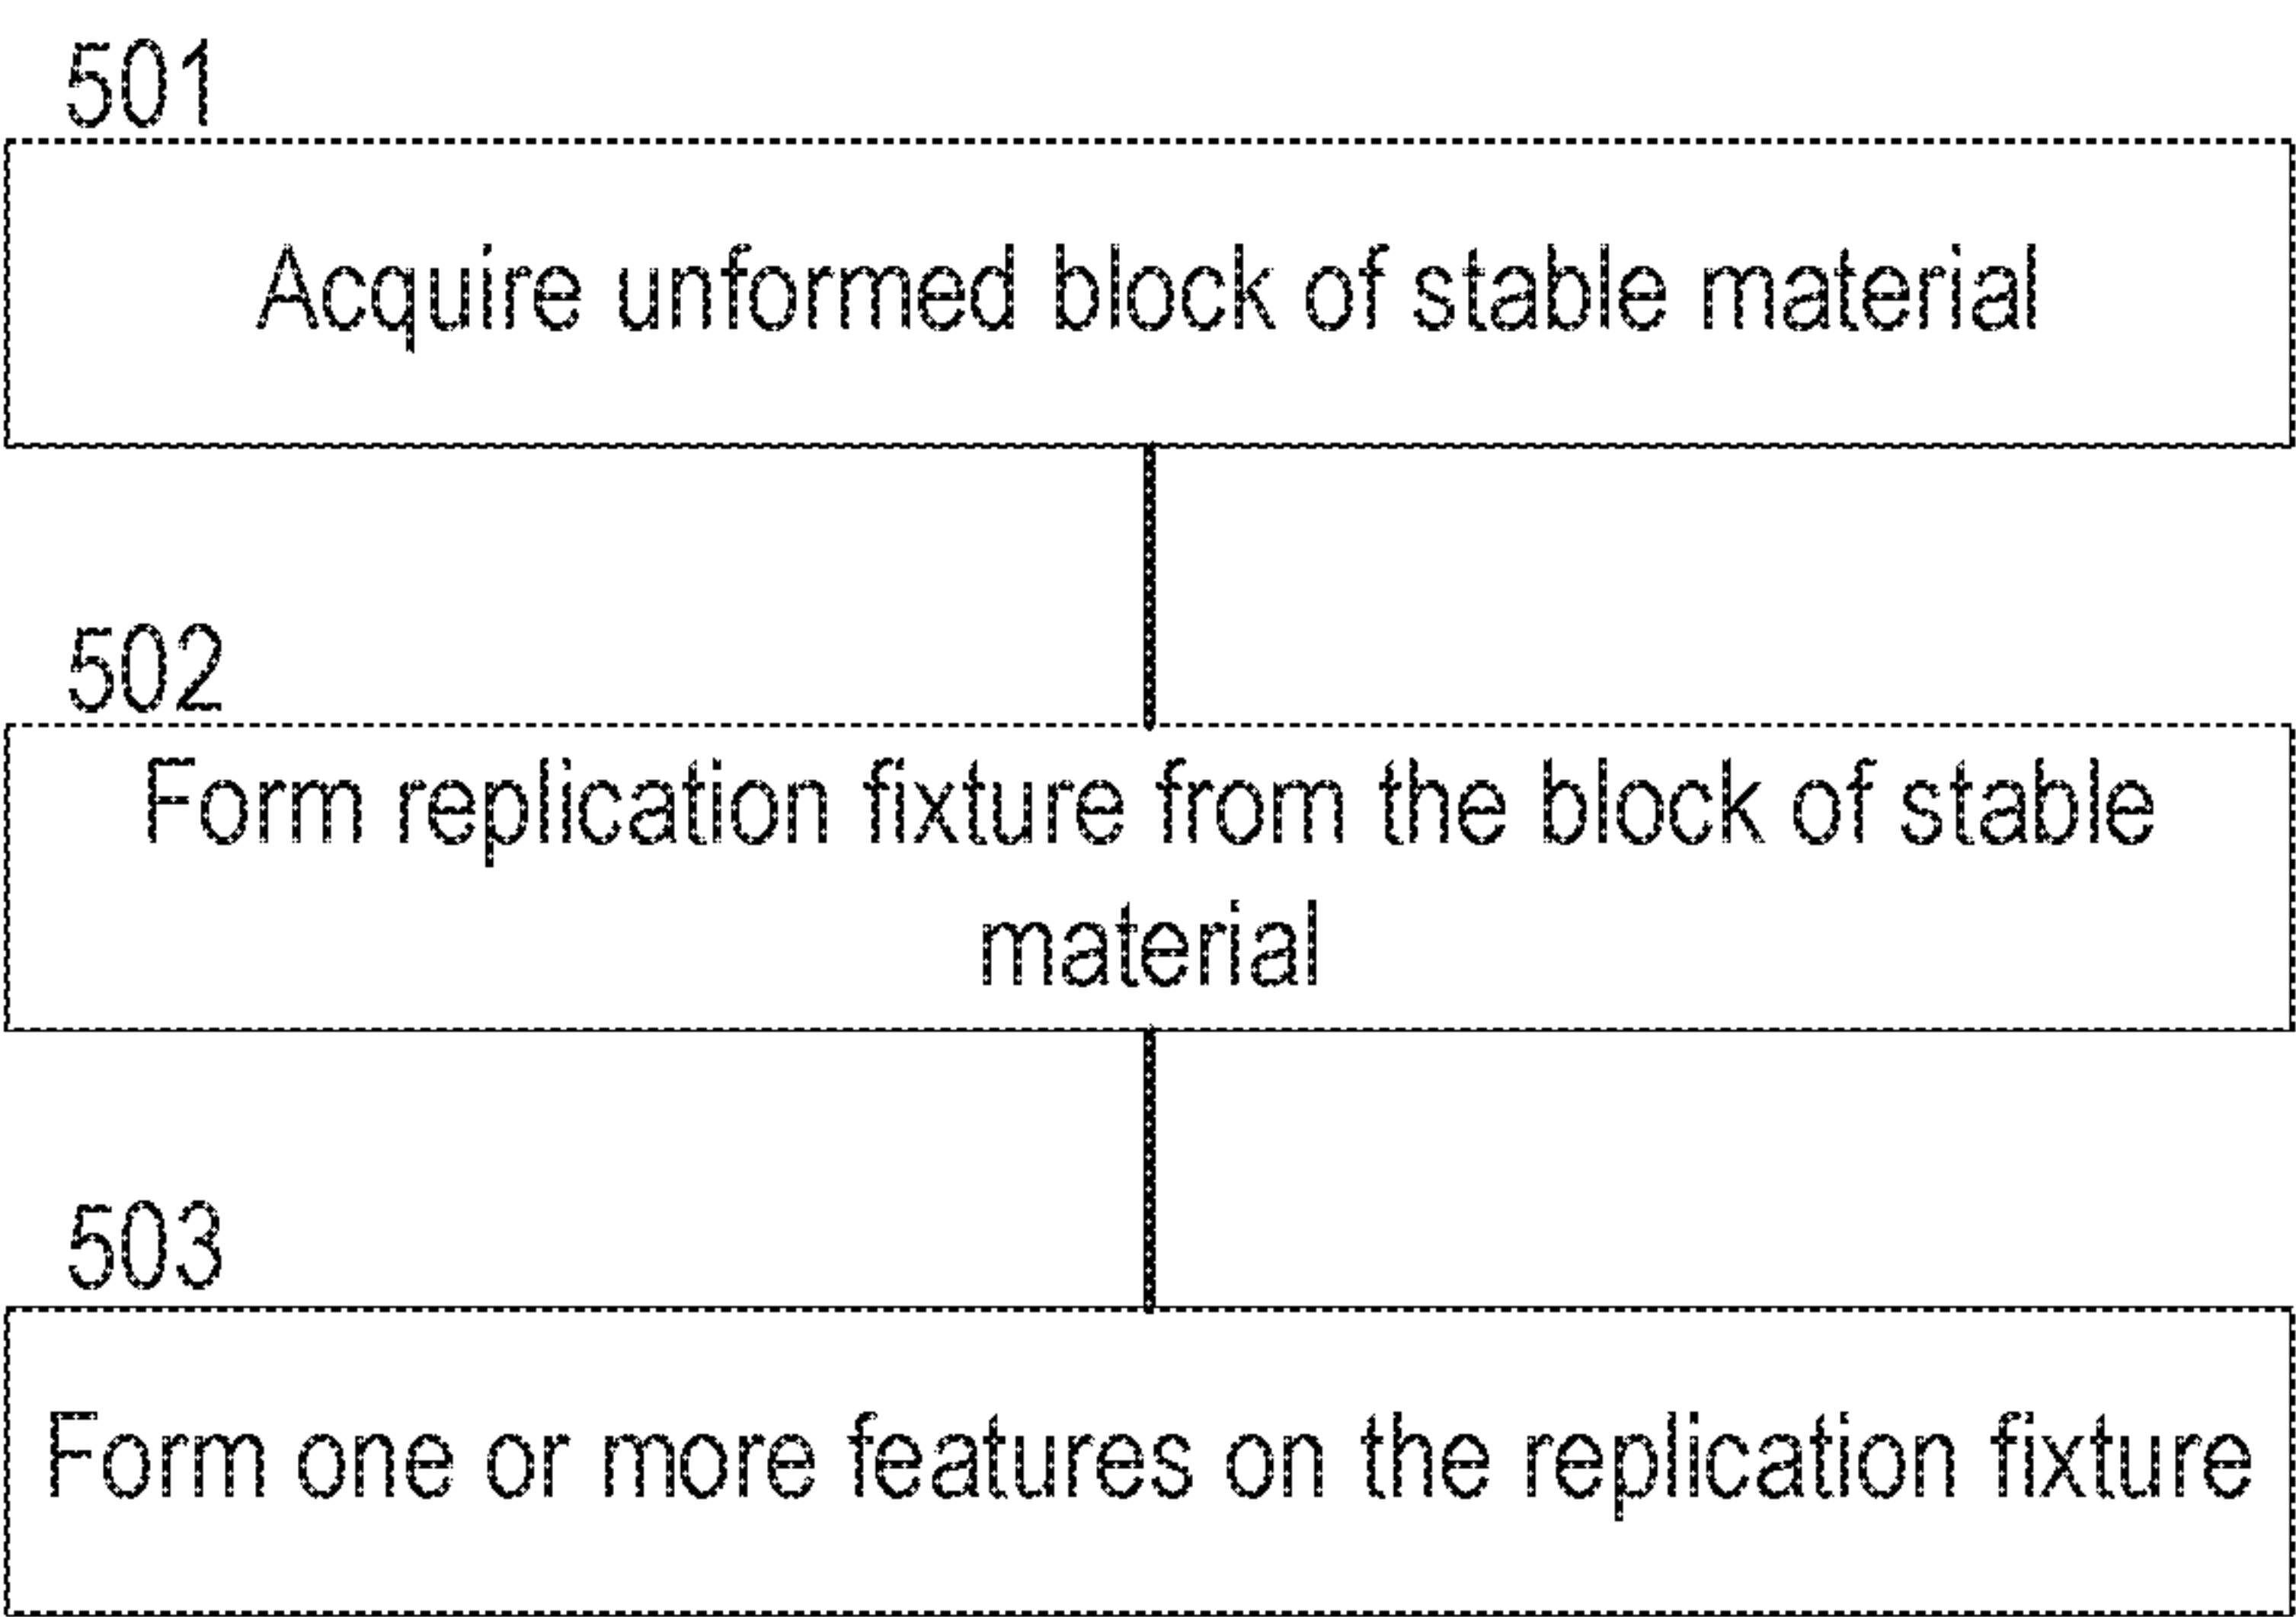 501
Acquire unformed block of stable material
502
Form replication fixture from the block of stable
material
503
Form one or more features on the replication fixture